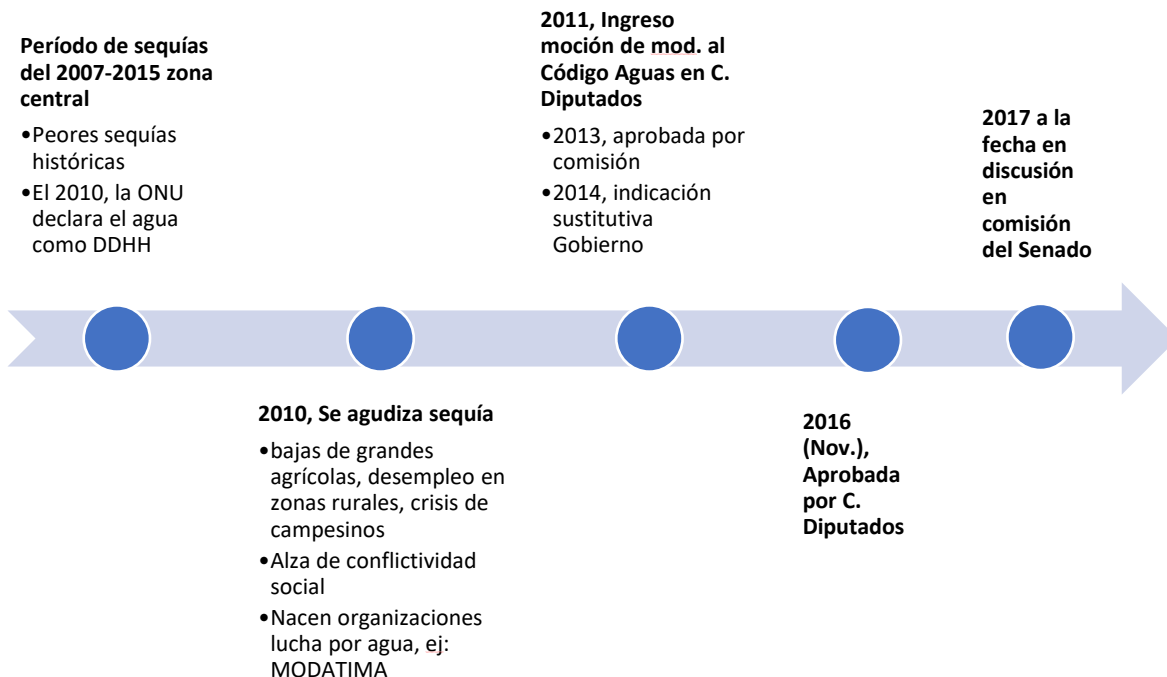 Período de sequías
del 2007-2015 zona
central
•Peores sequías
históricas
•El 2010, la ONU
declara el agua
como DDHH
2010, Se agudiza sequía
•bajas de grandes
agrícolas, desempleo en
zonas rurales, crisis de
campesinos
•Alza de conflictividad
social
•Nacen organizaciones
lucha por agua, ej:
MODATIMA
2011, Ingreso
moción de mod. al
Código Aguas en C.
Diputados
•2013, aprobada por
comisión
•2014, indicación
sustitutiva
Gobierno
2016
(Nov.),
Aprobada
por C.
Diputados
2017 a la
fecha en
discusión
en
comisión
del Senado